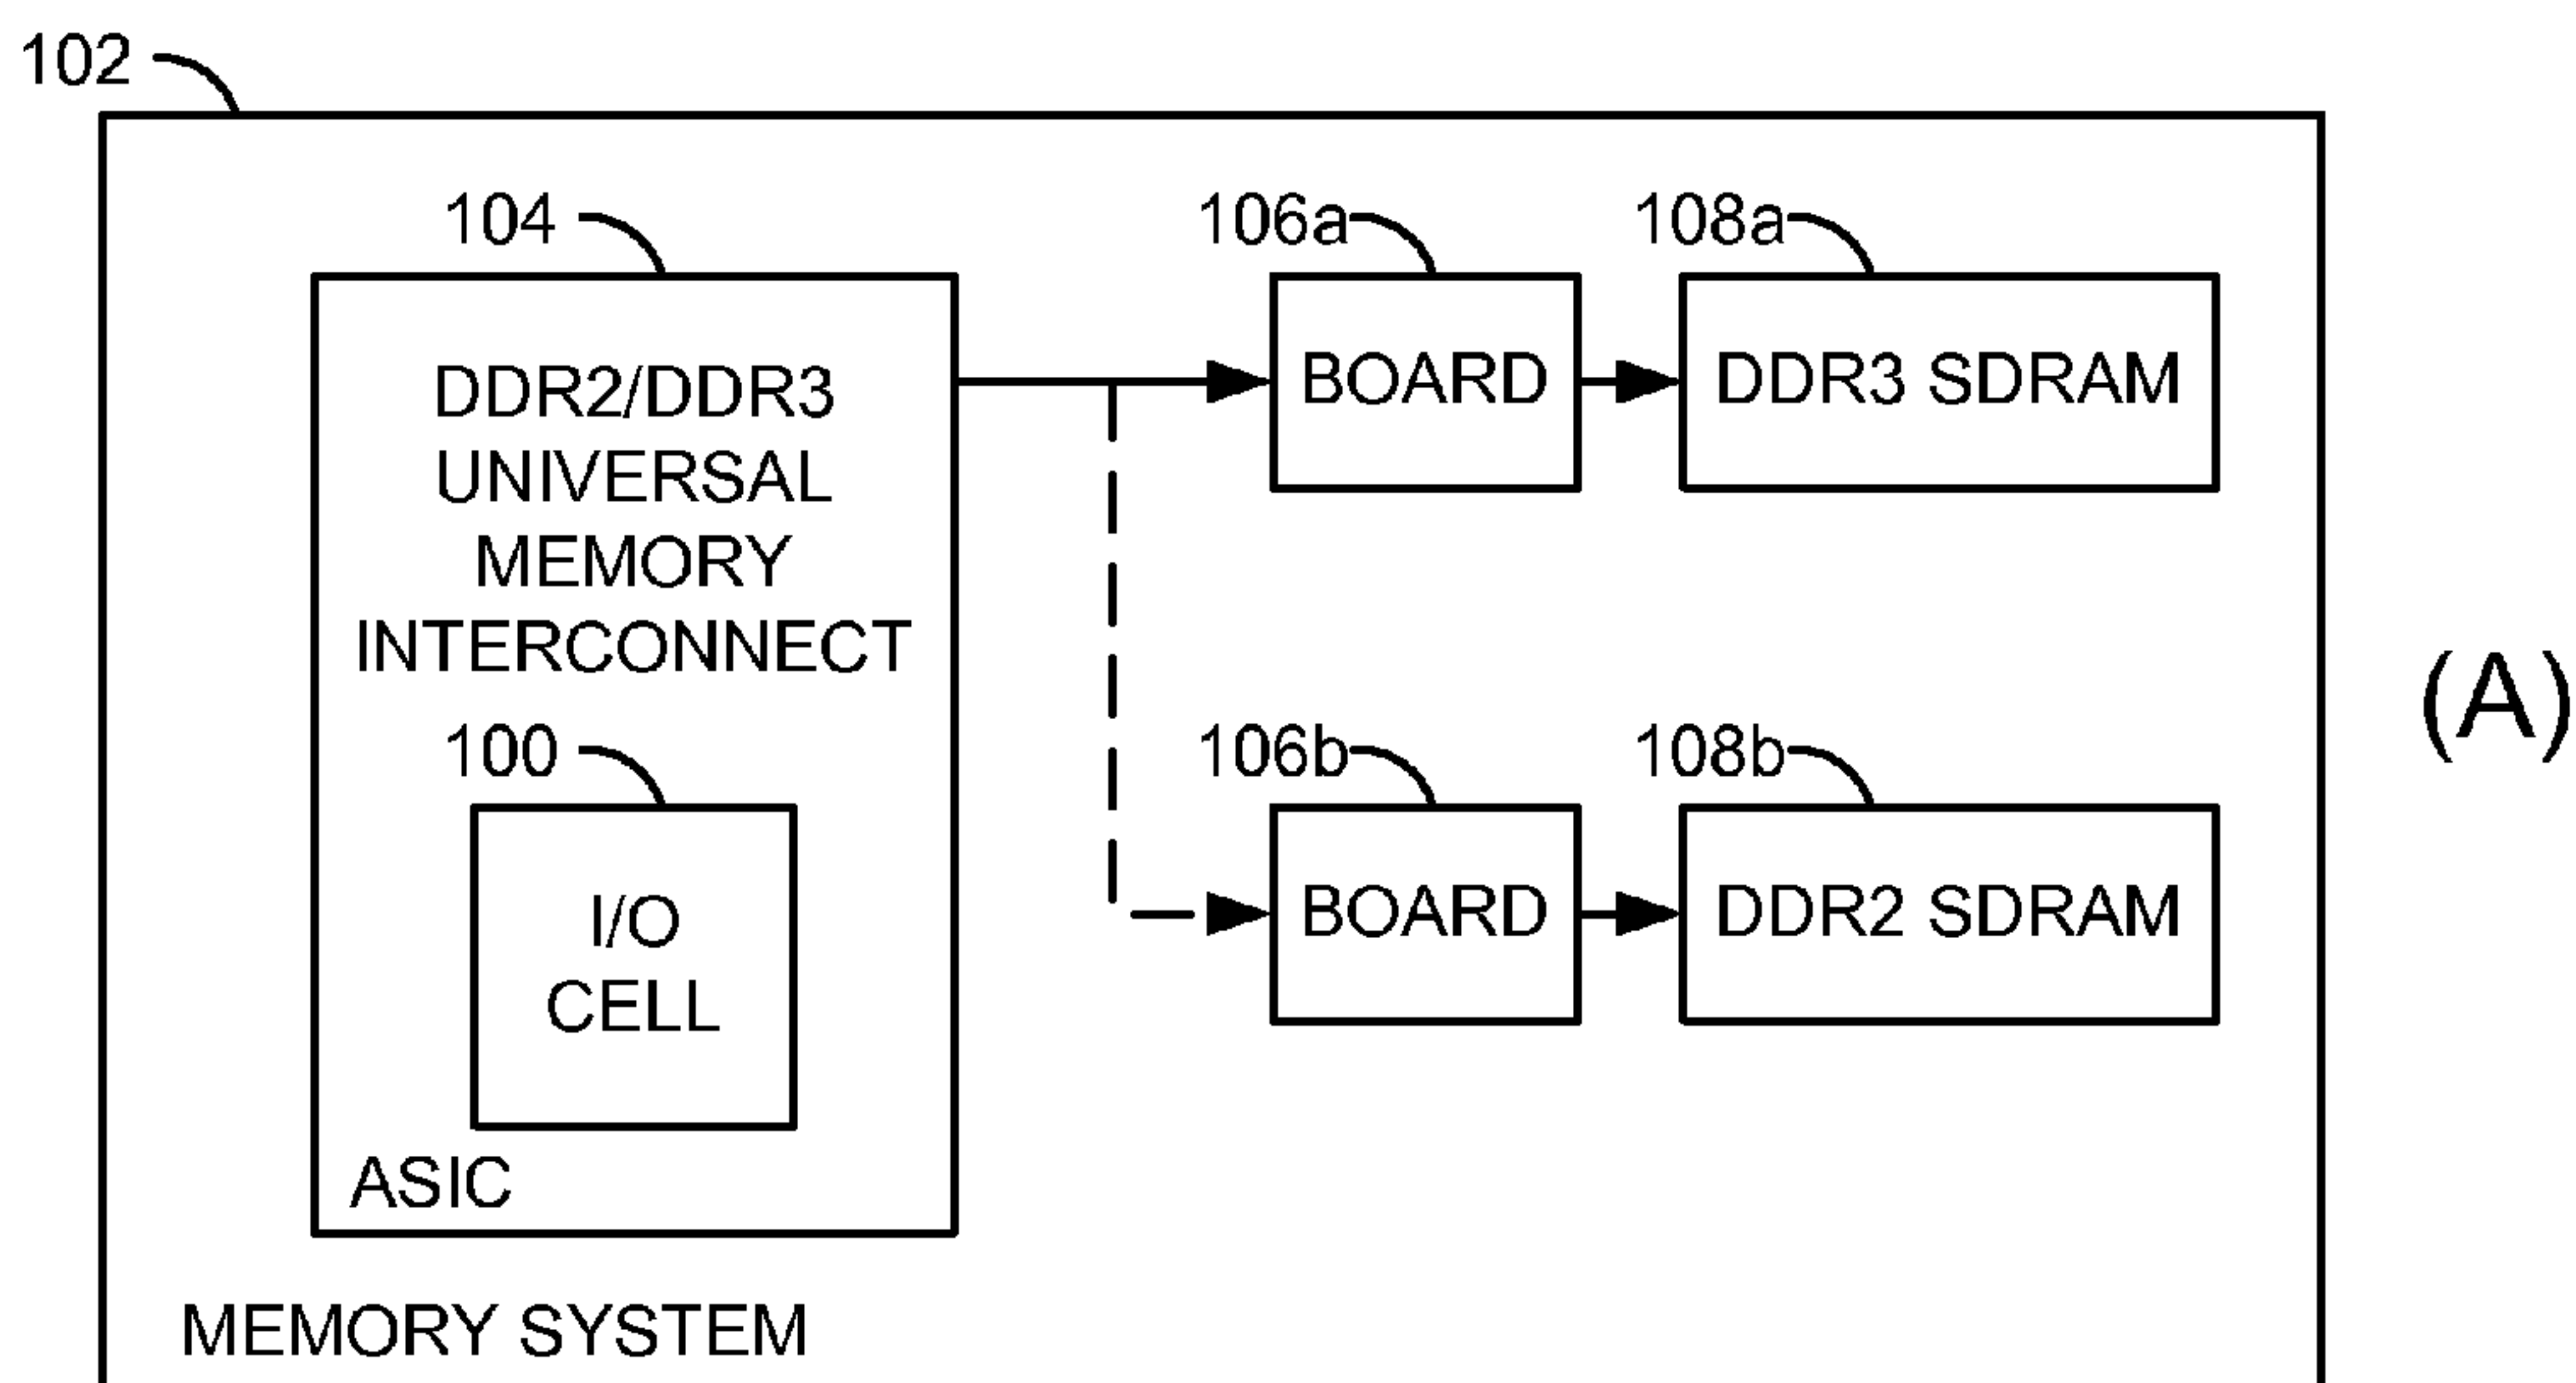 102
104
106a
108a
DDR2/DDR3
UNIVERSAL
MEMORY
INTERCONNECT
BOARD
DDR3 SDRAM
(A)
100
106b
108b
I/O
CELL
BOARD
DDR2 SDRAM
ASIC
MEMORY SYSTEM